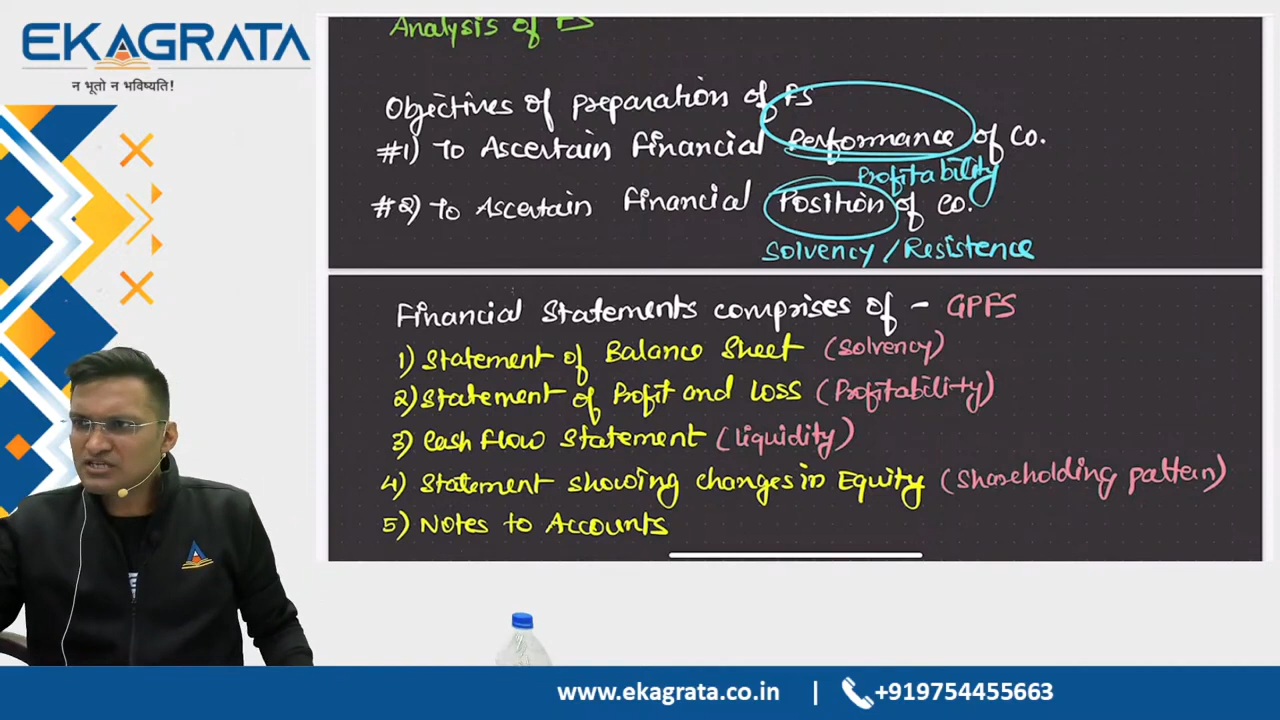 EKAGRATA
न भूतो न भविष्यति!
Analysis of FS
Objectives of preparation of FS
#1) To Ascertain Financial Performance of Co.
Profitability
#2) To Ascertain Financial Position of Co.
Solvency / Resistence
Financial Statements comprises of - GPFS
1) Statement of Balance Sheet (Solvency)
2) Statement of Profit and Loss (Profitability)
3) Cash Flow Statement (liquidity)
4) Statement showing changes in Equity (Shareholding pattern)
5) Notes to Accounts
www.ekagrata.co.in | +919754455663